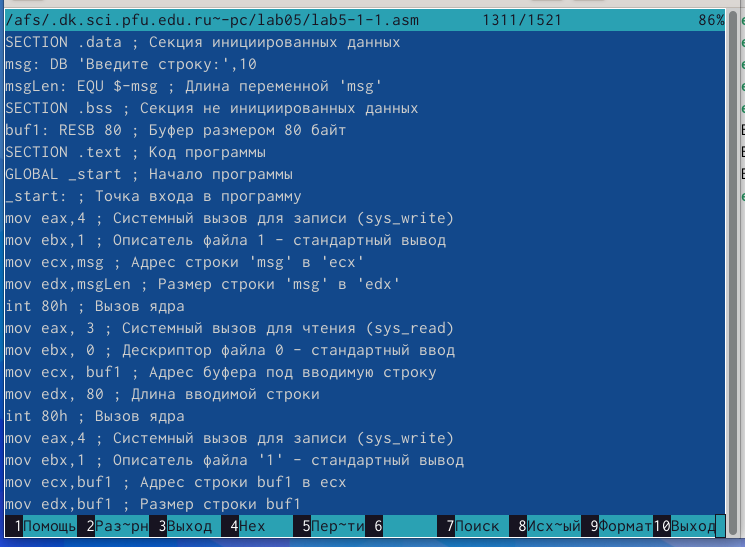 /afs/.dk.sci.pfu.edu.ru~-pc/lab05/lab5-1-1.asm 1311/1521 86%
SECTION .data ; Секция инициированных данных
msg: DB 'Введите строку:',10
msgLen: EQU $-msg ; Длина переменной 'msg'
SECTION .bss ; Секция не инициированных данных
buf1: RESB 80 ; Буфер размером 80 байт
SECTION .text ; Код программы
GLOBAL _start ; Начало программы
_start: ; Точка входа в программу
mov eax,4 ; Системный вызов для записи (sys_write)
mov ebx,1 ; Описатель файла 1 - стандартный вывод
mov ecx,msg ; Адрес строки 'msg' в 'ecx'
mov edx,msgLen ; Размер строки 'msg' в 'edx'
int 80h ; Вызов ядра
mov eax, 3 ; Системный вызов для чтения (sys_read)
mov ebx, 0 ; Дескриптор файла 0 - стандартный ввод
mov ecx, buf1 ; Адрес буфера под вводимую строку
mov edx, 80 ; Длина вводимой строки
int 80h ; Вызов ядра
mov eax,4 ; Системный вызов для записи (sys_write)
mov ebx,1 ; Описатель файла '1' - стандартный вывод
mov ecx,buf1 ; Адрес строки buf1 в ecx
mov edx,buf1 ; Размер строки buf1
1Помощь 2Раз~рн 3Выход 4Hex 5Пер~ти 6 7Поиск 8Исх~ый 9Формат 10Выход